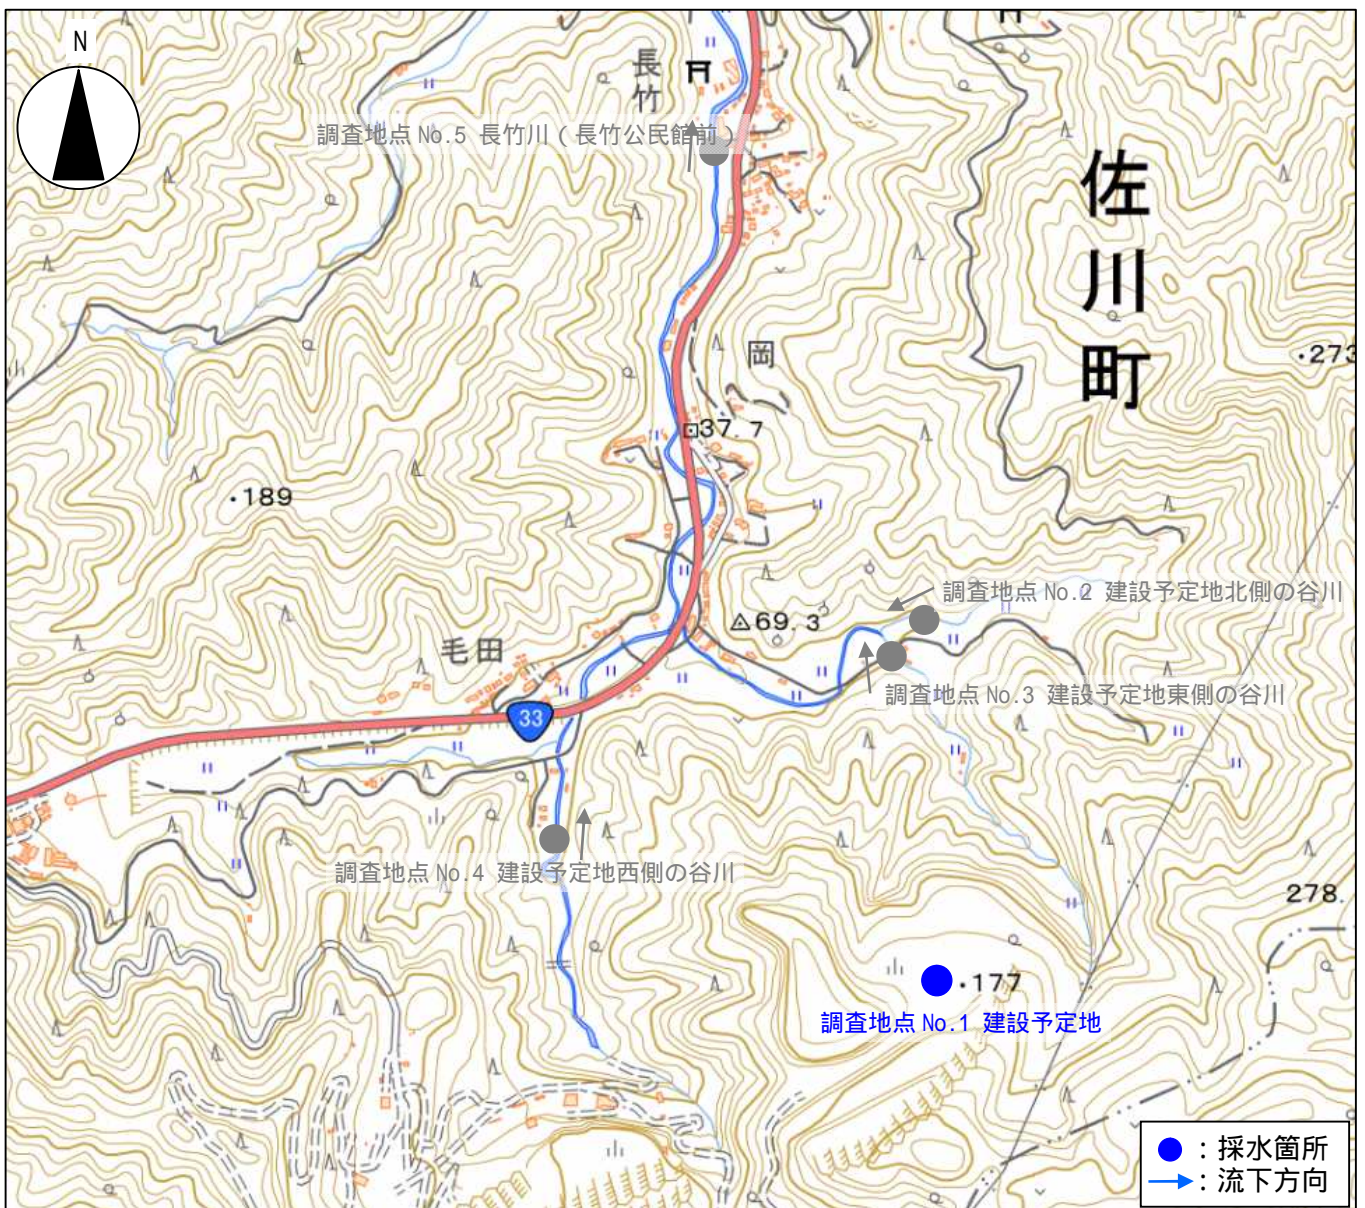 N
長竹
調査地点 No.5 長竹川(長竹公民館前)
佐川町
岡
・273
37.7
・189
調査地点 No.2 建設予定地北側の谷川
69.3
毛田
調査地点 No.3 建設予定地東側の谷川
33
調査地点 No.4 建設予定地西側の谷川
278.
・177
調査地点 No.1 建設予定地
：採水箇所
：流下方向